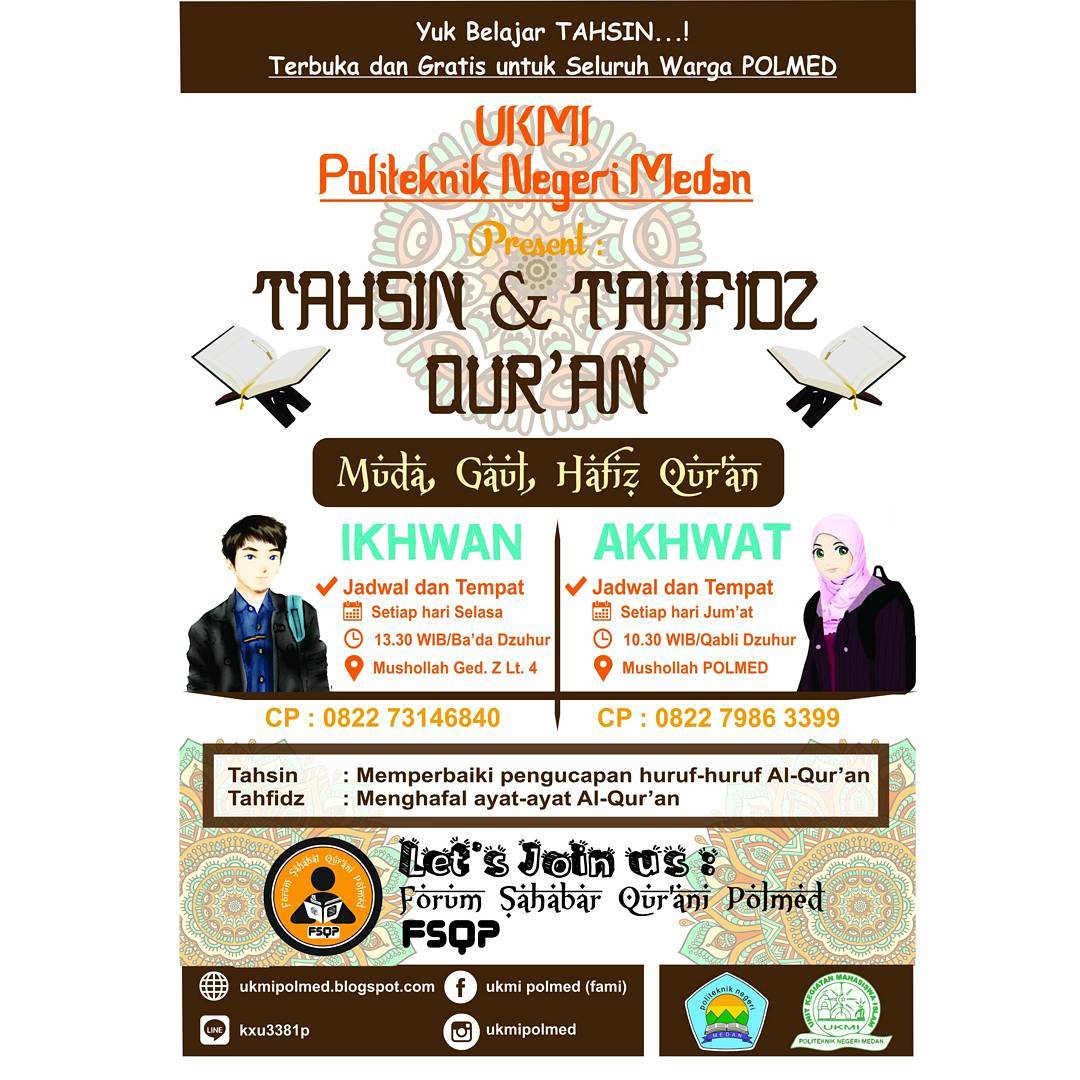 Yuk Belajar TAHSIN...!
Terbuka dan Gratis untuk Seluruh Warga POLMED
UKMI
Politeknik Negeri Medan
Present :
TAHSIN & TAHFIDZ
QUR'AN
Muda, Gaul, Hafiz Qur'an
IKHWAN
Jadwal dan Tempat
Setiap hari Selasa
13.30 WIB/Ba'da Dzuhur
Mushollah Ged. Z Lt. 4
CP : 0822 73146840
AKHWAT
Jadwal dan Tempat
Setiap hari Jum'at
10.30 WIB/Qabli Dzuhur
Mushollah POLMED
CP : 0822 7986 3399
Tahsin : Memperbaiki pengucapan huruf-huruf Al-Qur'an
Tahfidz : Menghafal ayat-ayat Al-Qur'an
Forum Sahabat Qur'ani Polmed
FSQP
Let's Join us :
Forum Sahabar Qur'ani Polmed
FSQP
ukmipolmed.blogspot.com
ukmi polmed (fami)
LINE
kxu3381p
ukmipolmed
politeknik negeri
MEDAN
UNIT KEGIATAN MAHASISWA ISLAM
UKMI
POLITEKNIK NEGERI MEDAN